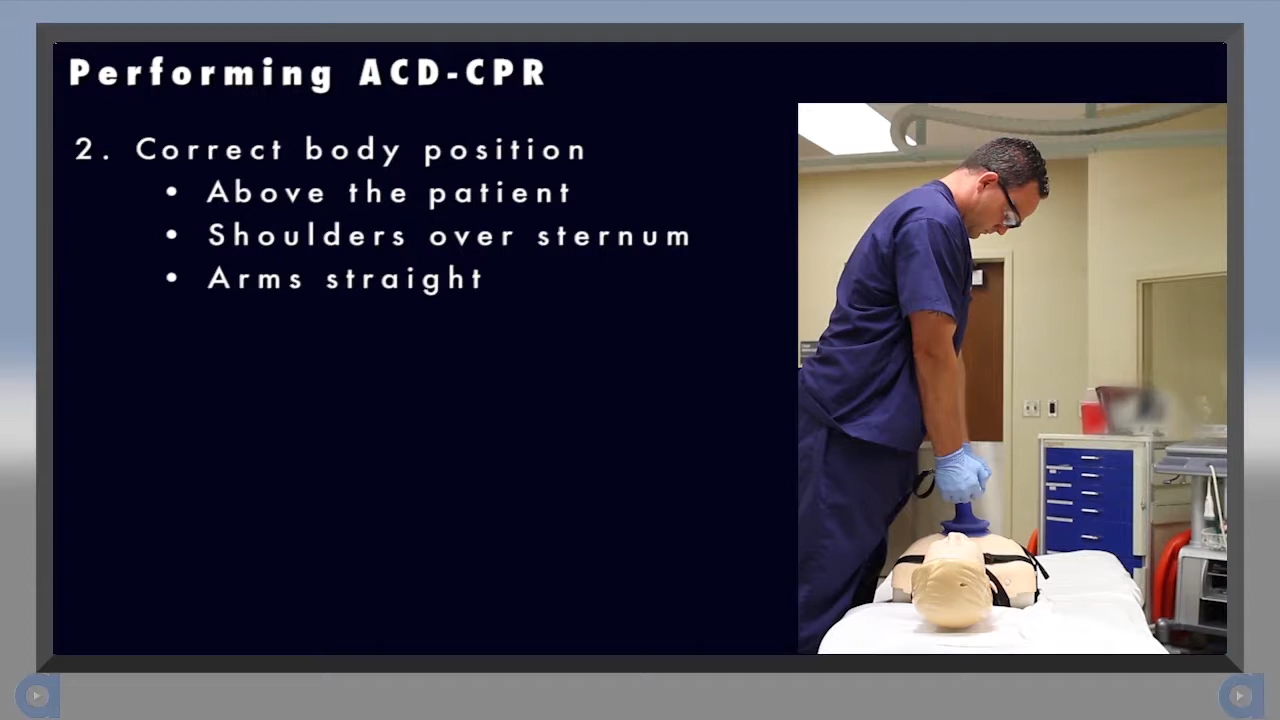 Performing ACD-CPR
2. Correct body position
• Above the patient
• Shoulders over sternum
• Arms straight